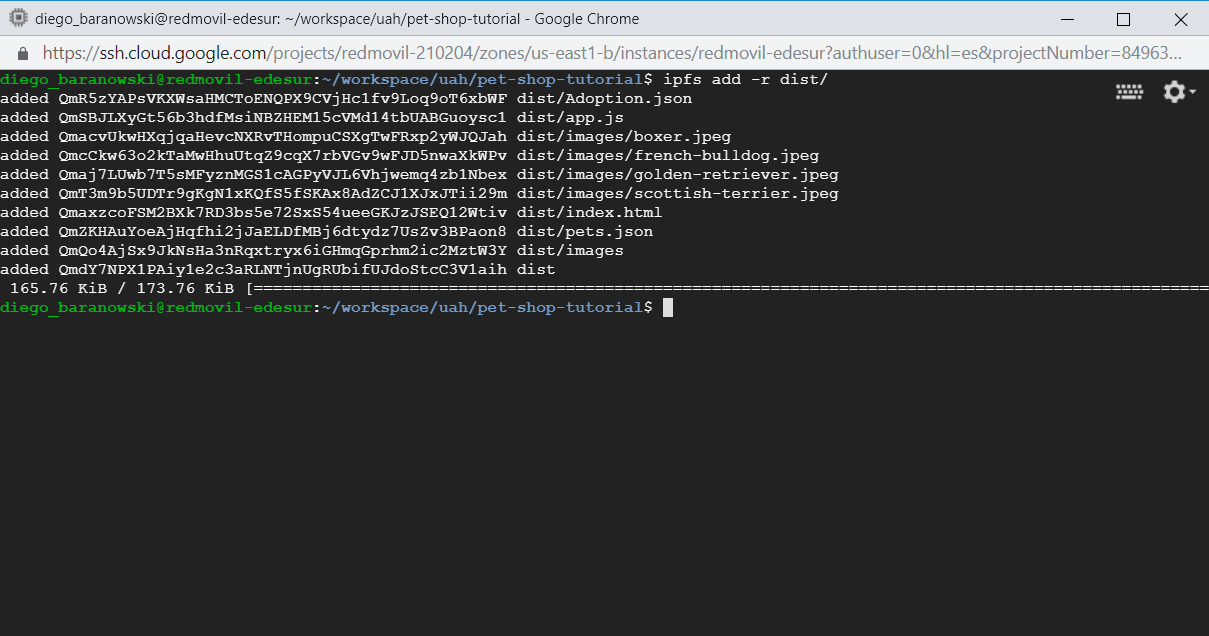 diego_baranowski@redmovil-edesur: ~/workspace/uah/pet-shop-tutorial - Google Chrome
https://ssh.cloud.google.com/projects/redmovil-210204/zones/us-east1-b/instances/redmovil-edesur?authuser=0&hl=es&projectNumber=84963...
diego_baranowski@redmovil-edesur:~/workspace/uah/pet-shop-tutorial$ ipfs add -r dist/
added QmR5zYAPsVKXWsaHMCToENQPX9CVjHc1fv9Loq9oT6xbWF dist/Adoption.json
added QmSBJLXyGt56b3hdfMsiNBZHEM15cVMd14tbUABGuoysc1 dist/app.js
added QmacvUkwHXqjqaHevcNXRvTHompuCSXgTwFRxp2yWJQJah dist/images/boxer.jpeg
added QmcCkw63o2kTaMwHhuUtqZ9cqX7rbVGv9wFJD5nwaXkWPv dist/images/french-bulldog.jpeg
added Qmaj7LUwb7T5sMFyznMGS1cAGPyVJL6Vhjwemq4zb1Nbex dist/images/golden-retriever.jpeg
added QmT3m9b5UDTr9gKgN1xKQfS5fSKAx8AdZCJ1XJxJTii29m dist/images/scottish-terrier.jpeg
added QmaxzcoFSM2BXk7RD3bs5e72SxS54ueeGKJzJSEQ12Wtiv dist/index.html
added QmZKHAuYoeAjHqfhi2jJaELDfMBj6dtydz7UsZv3BPaon8 dist/pets.json
added QmQo4AjSx9JkNsHa3nRqxtryx6iGHmqGprhm2ic2MztW3Y dist/images
added QmdY7NPX1PAiy1e2c3aRLNTjnUgRUbifUJdoStcC3V1aih dist
165.76 KiB / 173.76 KiB [==================================================================================================
diego_baranowski@redmovil-edesur:~/workspace/uah/pet-shop-tutorial$